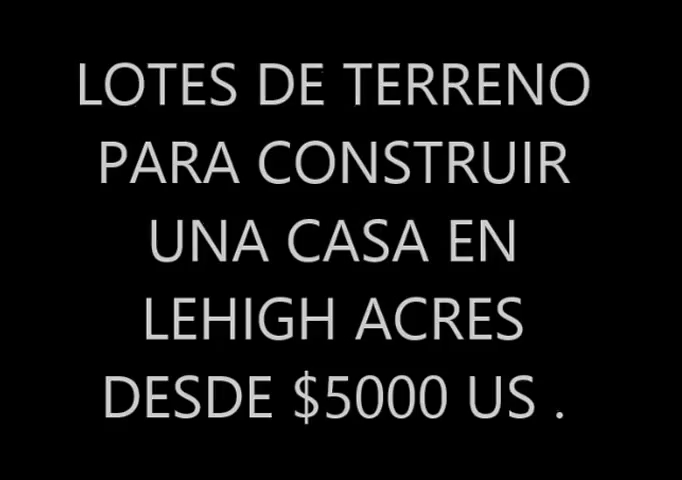 LOTES DE TERRENO
PARA CONSTRUIR
UNA CASA EN
LEHIGH ACRES
DESDE $5000 US .